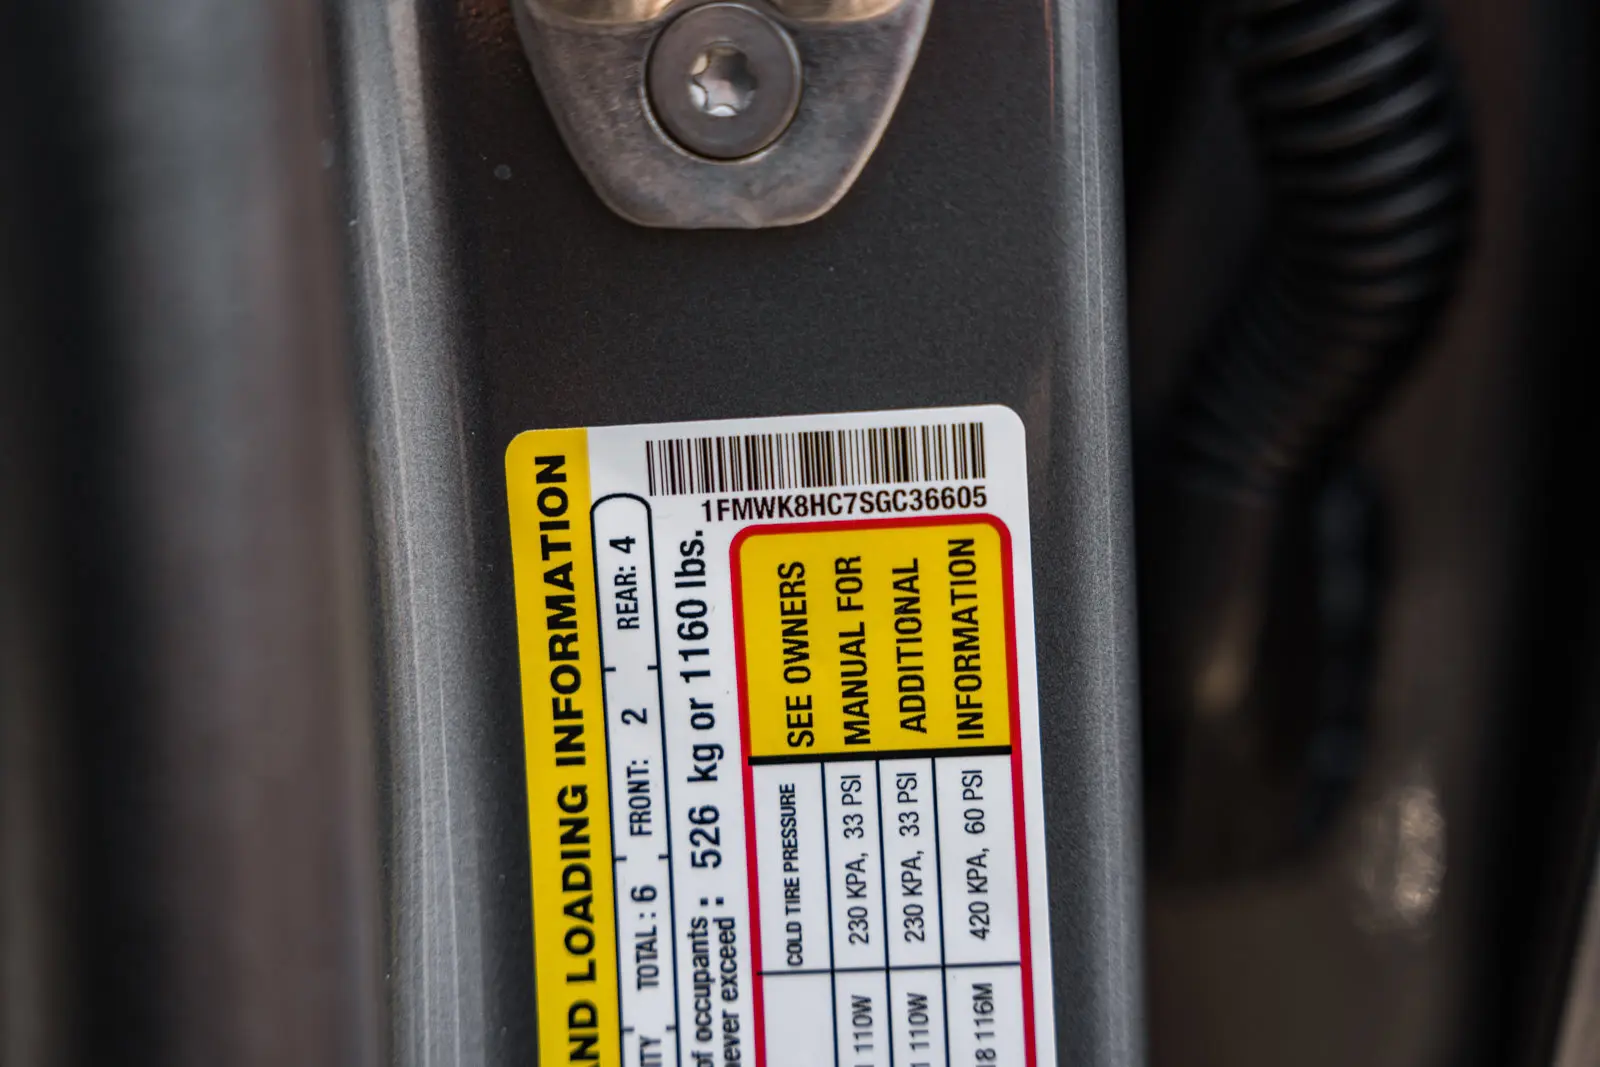 1FMWK8HC7SGC36605
AND LOADING INFORMATION
TOTAL: 6 FRONT: 2 REAR: 4
of occupants : 526 kg or 1160 lbs.
never exceed :
COLD TIRE PRESSURE
110W 230 KPA, 33 PSI
110W 230 KPA, 33 PSI
18 116M 420 KPA, 60 PSI
SEE OWNERS
MANUAL FOR
ADDITIONAL
INFORMATION